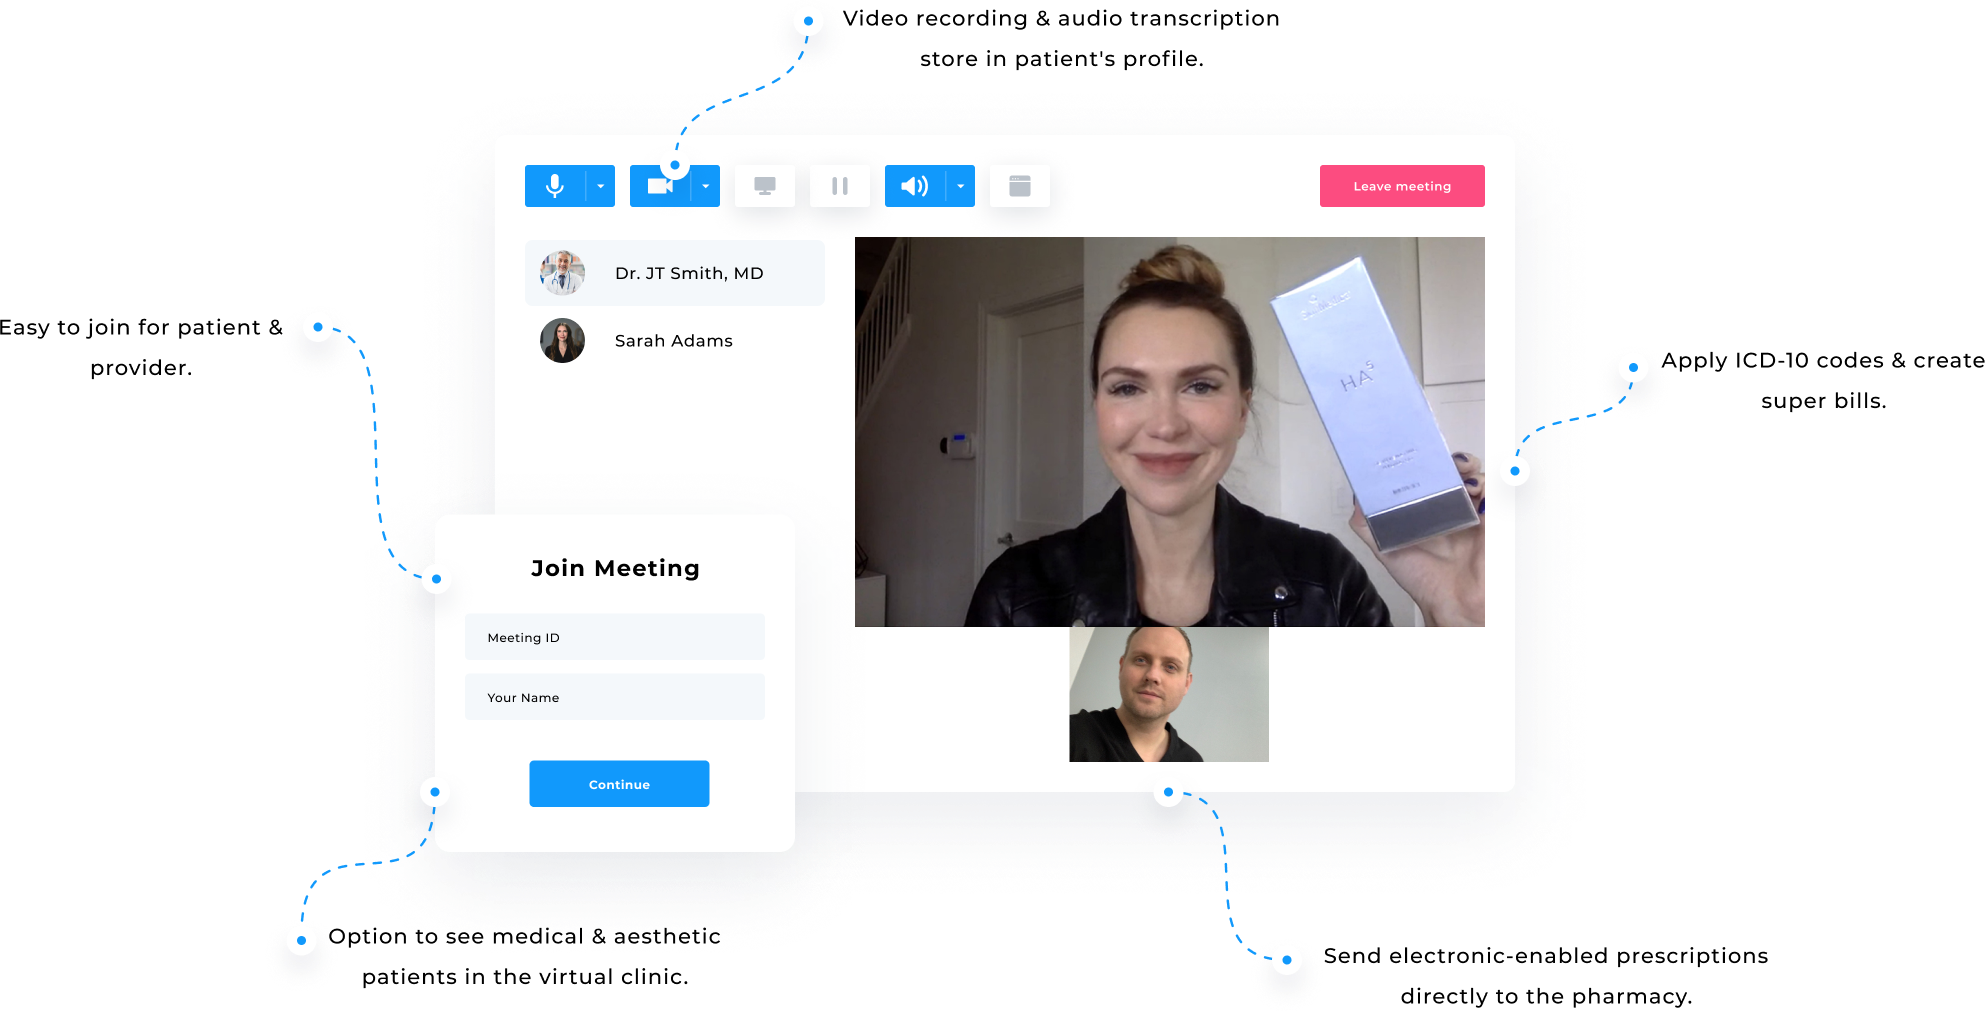 Video recording & audio transcription
store in patient's profile.
Leave meeting
Dr. JT Smith, MD
Sarah Adams
Easy to join for patient &
provider.
HA5
Apply ICD-10 codes & create
super bills.
Join Meeting
Meeting ID
Your Name
Continue
Option to see medical & aesthetic
patients in the virtual clinic.
Send electronic-enabled prescriptions
directly to the pharmacy.